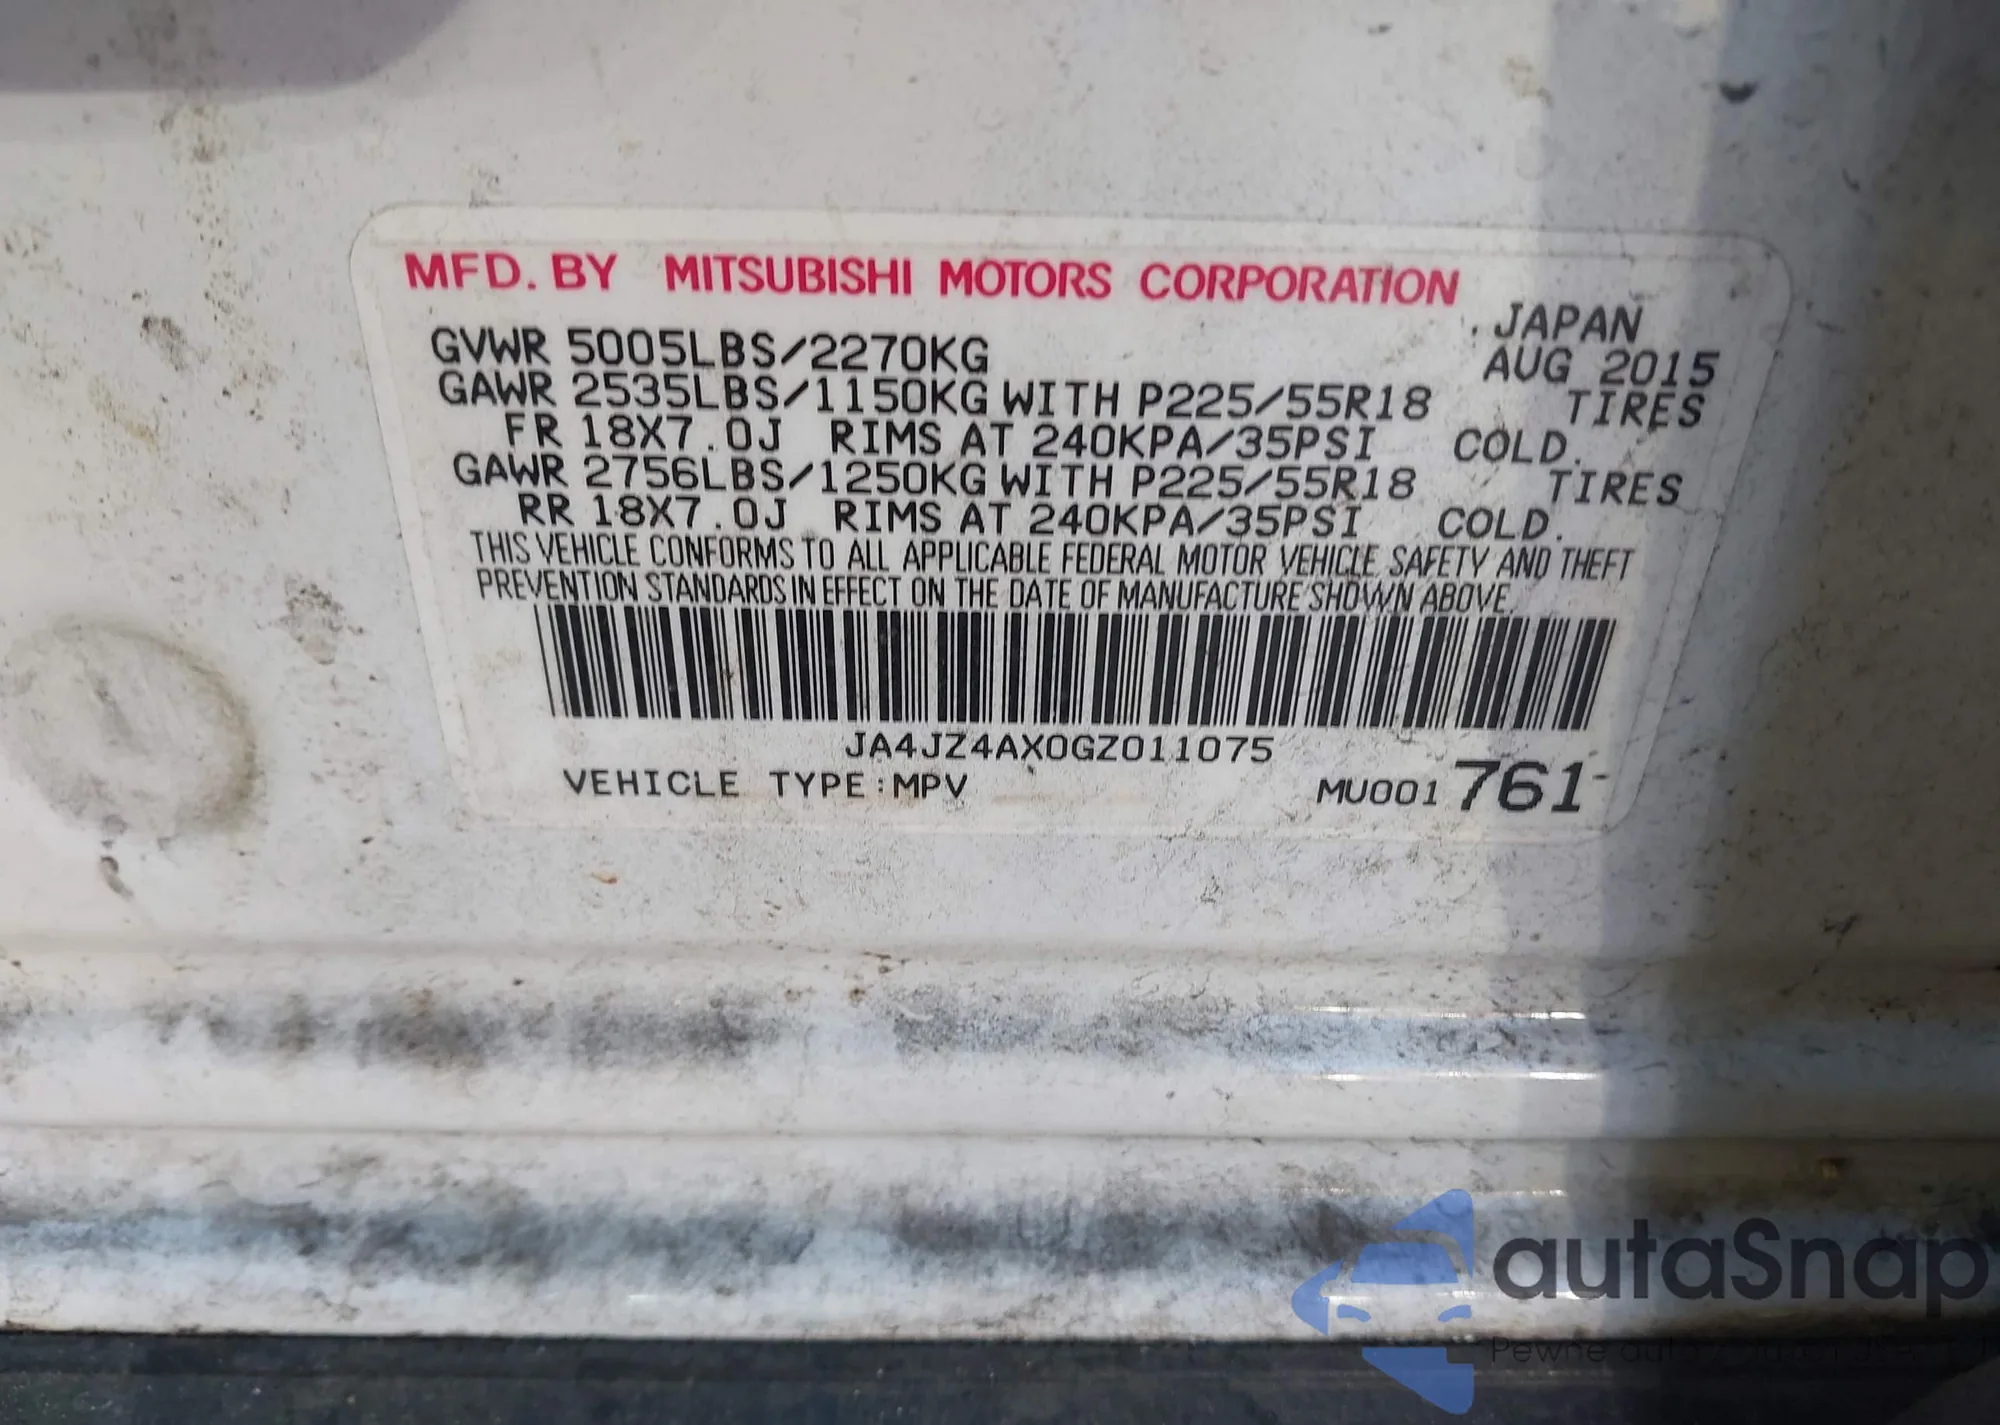 MFD. BY MITSUBISHI MOTORS CORPORATION
. JAPAN
GVWR 5005LBS/2270KG AUG 2015
GAWR 2535LBS/1150KG WITH P225/55R18 TIRES
FR 18X7.0J RIMS AT 240KPA/35PSI COLD.
GAWR 2756LBS/1250KG WITH P225/55R18 TIRES
RR 18X7.0J RIMS AT 240KPA/35PSI COLD.
THIS VEHICLE CONFORMS TO ALL APPLICABLE FEDERAL MOTOR VEHICLE SAFETY AND THEFT
PREVENTION STANDARDS IN EFFECT ON THE DATE OF MANUFACTURE SHOWN ABOVE.
JA4JZ4AX0GZ011075
VEHICLE TYPE:MPV MU001 761-
autaSnap
Pewne